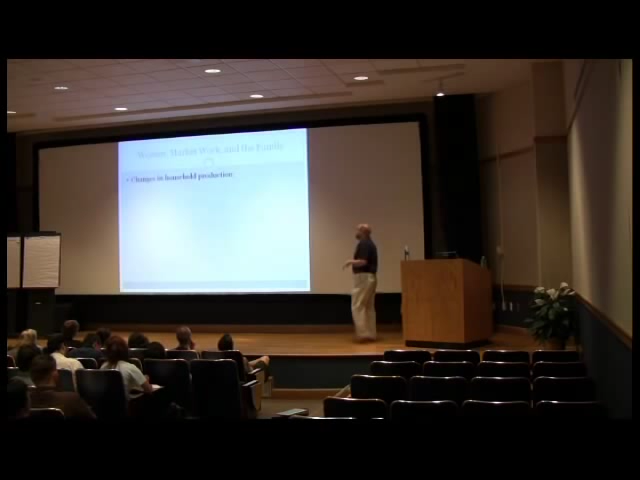 Women, Market Work, and the Family
• Changes in household production